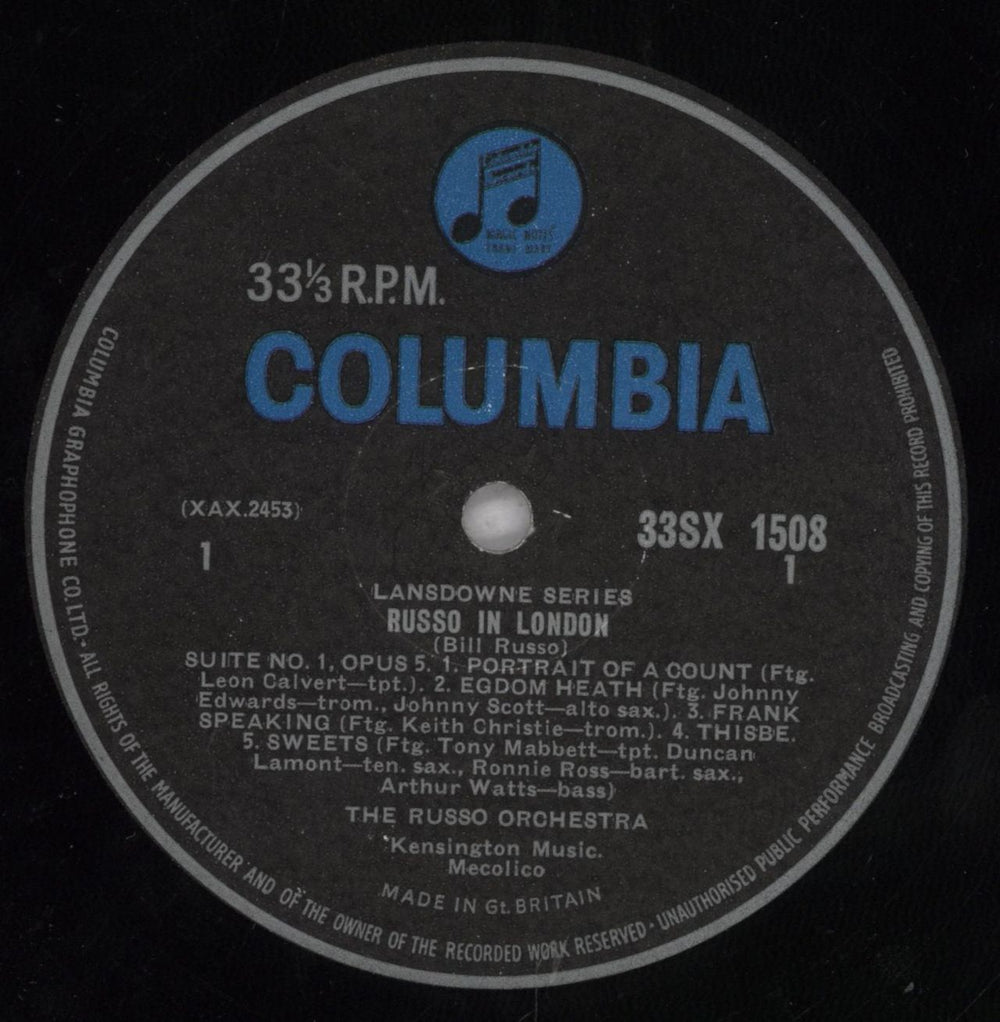 MAGIC NOTES
TRADE MARK
33⅓ R.P.M.
COLUMBIA
(XAX.2453)
1
33SX 1508
1
LANSDOWNE SERIES
RUSSO IN LONDON
(Bill Russo)
SUITE NO. 1, OPUS 5. 1. PORTRAIT OF A COUNT (Ftg.
Leon Calvert—tpt.). 2. EGDOM HEATH (Ftg. Johnny
Edwards—trom., Johnny Scott—alto sax.). 3. FRANK
SPEAKING (Ftg. Keith Christie—trom.). 4. THISBE.
5. SWEETS (Ftg. Tony Mabbett—tpt. Duncan
Lamont—ten. sax., Ronnie Ross—bart. sax.,
Arthur Watts—bass)
THE RUSSO ORCHESTRA
Kensington Music.
Mecolico
MADE IN Gt. BRITAIN
COLUMBIA GRAPHOPHONE CO. LTD. · ALL RIGHTS OF THE MANUFACTURER AND OF THE OWNER OF THE RECORDED WORK RESERVED · UNAUTHORISED PUBLIC PERFORMANCE BROADCASTING AND COPYING OF THIS RECORD PROHIBITED